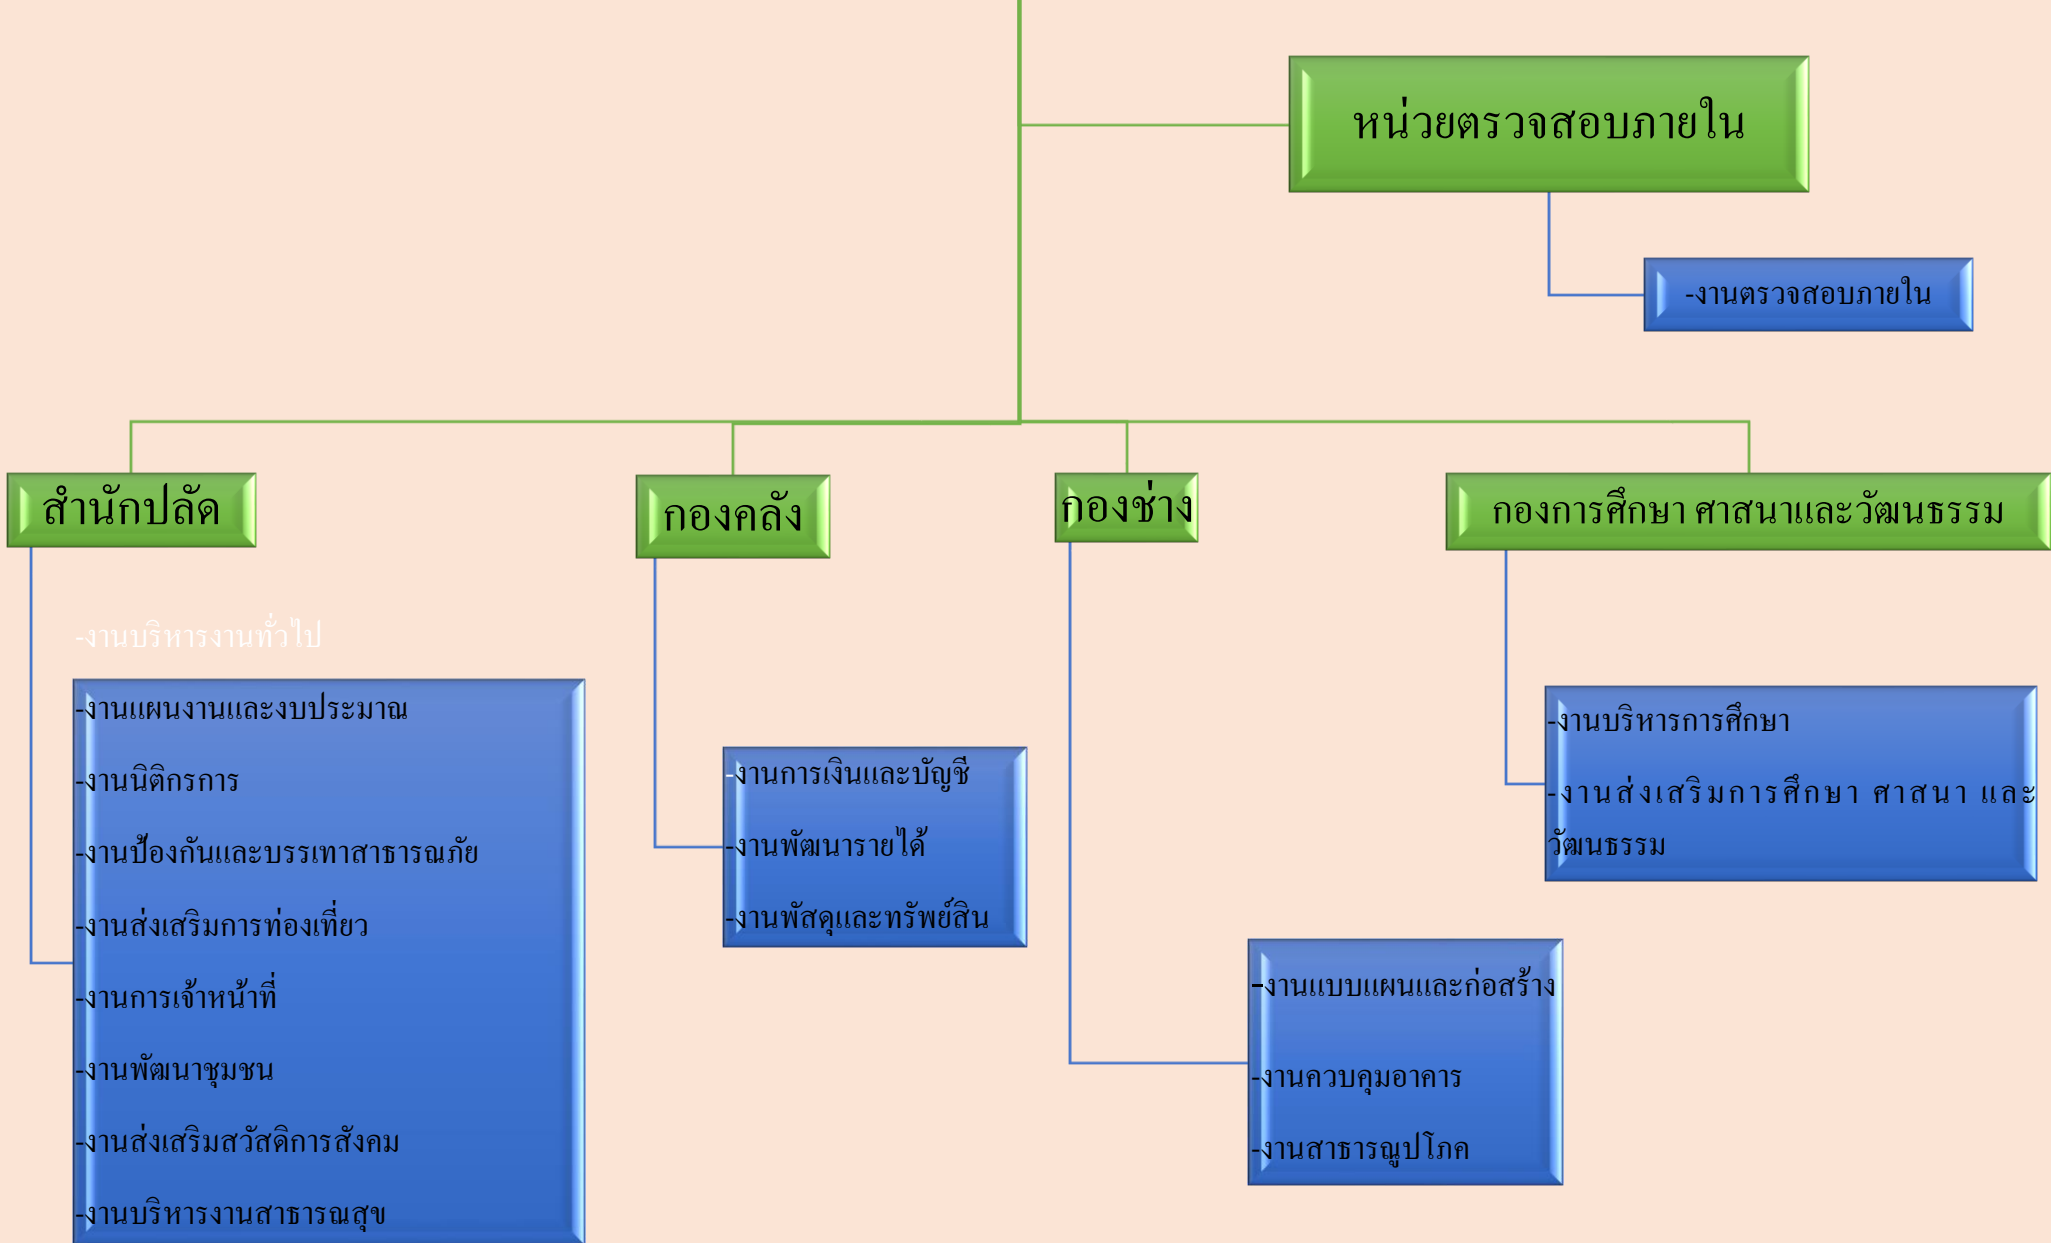 หน่วยตรวจสอบภายใน
-งานตรวจสอบภายใน
สำนักปลัด
กองคลัง
กองช่าง
กองการศึกษา ศาสนาและวัฒนธรรม
-งานบริหารงานทั่วไป
-งานแผนงานและงบประมาณ
-งานนิติกรการ
-งานป้องกันและบรรเทาสาธารณภัย
-งานส่งเสริมการท่องเที่ยว
-งานการเจ้าหน้าที่
-งานพัฒนาชุมชน
-งานส่งเสริมสวัสดิการสังคม
-งานบริหารงานสาธารณสุข
-งานการเงินและบัญชี
-งานพัฒนารายได้
-งานพัสดุและทรัพย์สิน
-งานแบบแผนและก่อสร้าง
-งานควบคุมอาคาร
-งานสาธารณูปโภค
-งานบริหารการศึกษา
-งานส่งเสริมการศึกษา ศาสนา และ
วัฒนธรรม